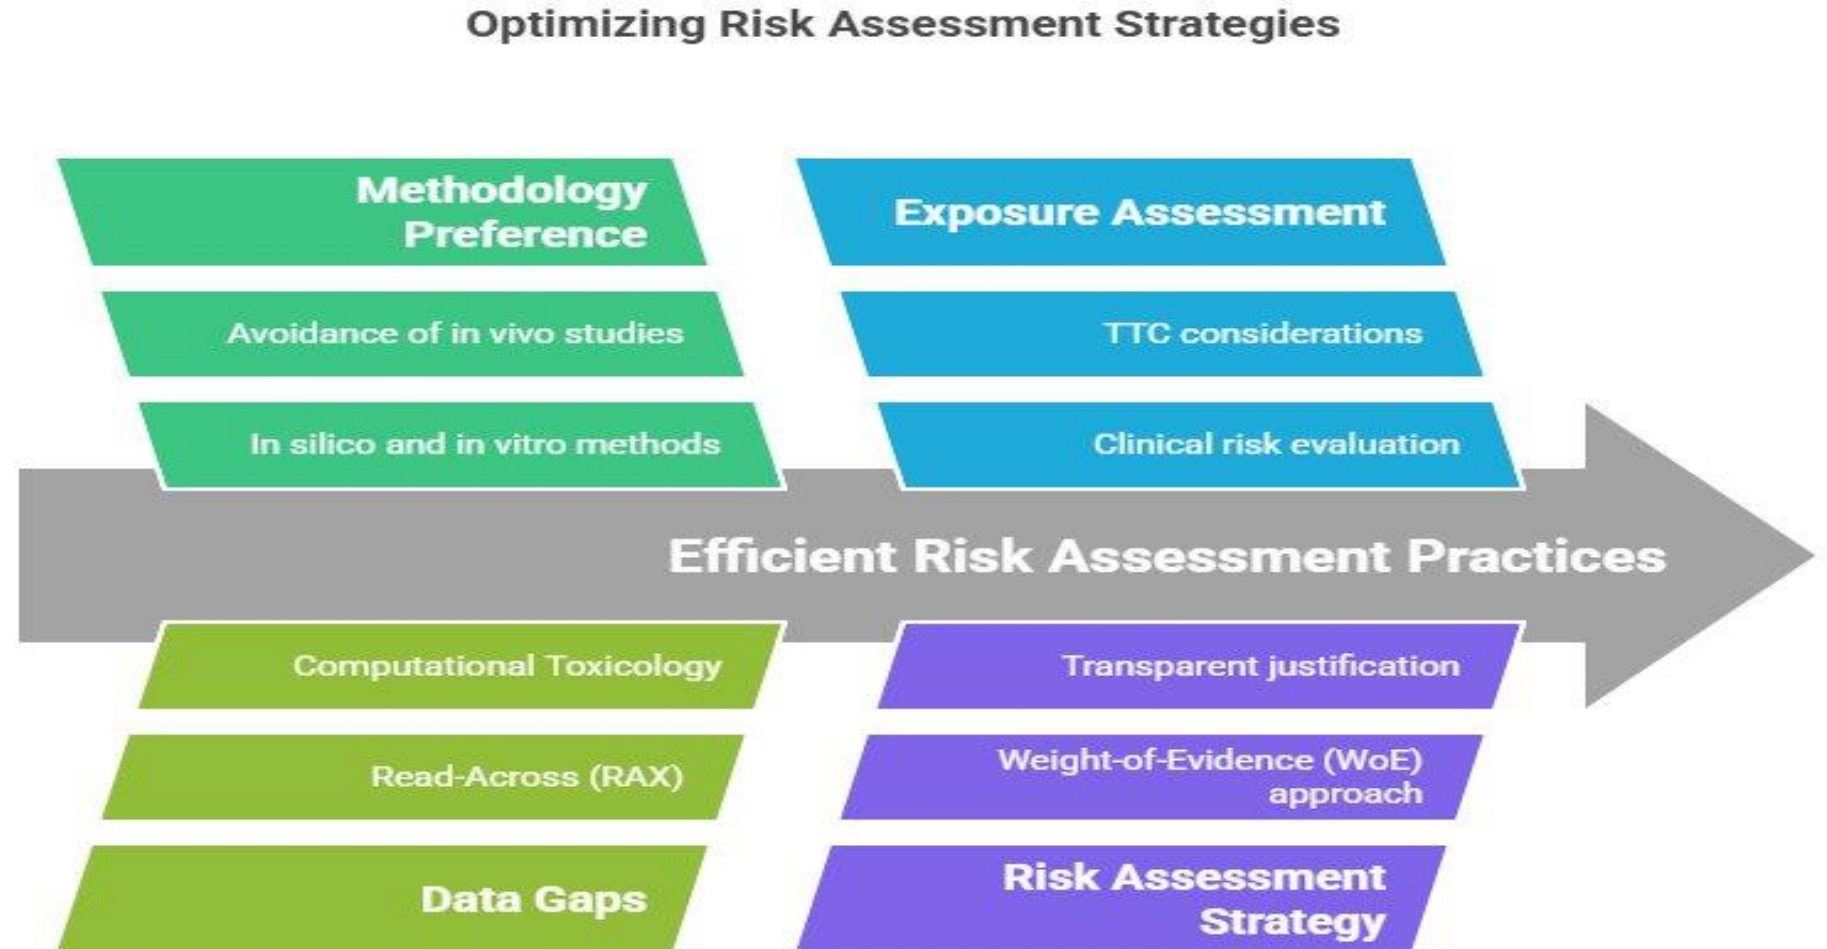 Optimizing Risk Assessment Strategies
Methodology
Preference
Avoidance of in vivo studies
In silico and in vitro methods
Exposure Assessment
TTC considerations
Clinical risk evaluation
Efficient Risk Assessment Practices
Computational Toxicology
Read-Across (RAX)
Data Gaps
Transparent justification
Weight-of-Evidence (WoE)
approach
Risk Assessment
Strategy